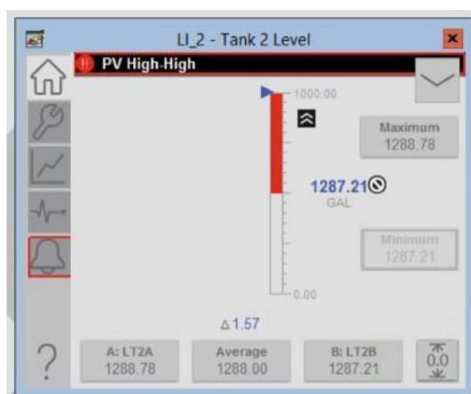 LI_2 - Tank 2 Level
PV High-High
1000.00
Maximum
1288.78
1287.21
GAL
Minimum
1287.21
0.00
Δ 1.57
?
A: LT2A
1288.78
Average
1288.00
B: LT2B
1287.21
0.0